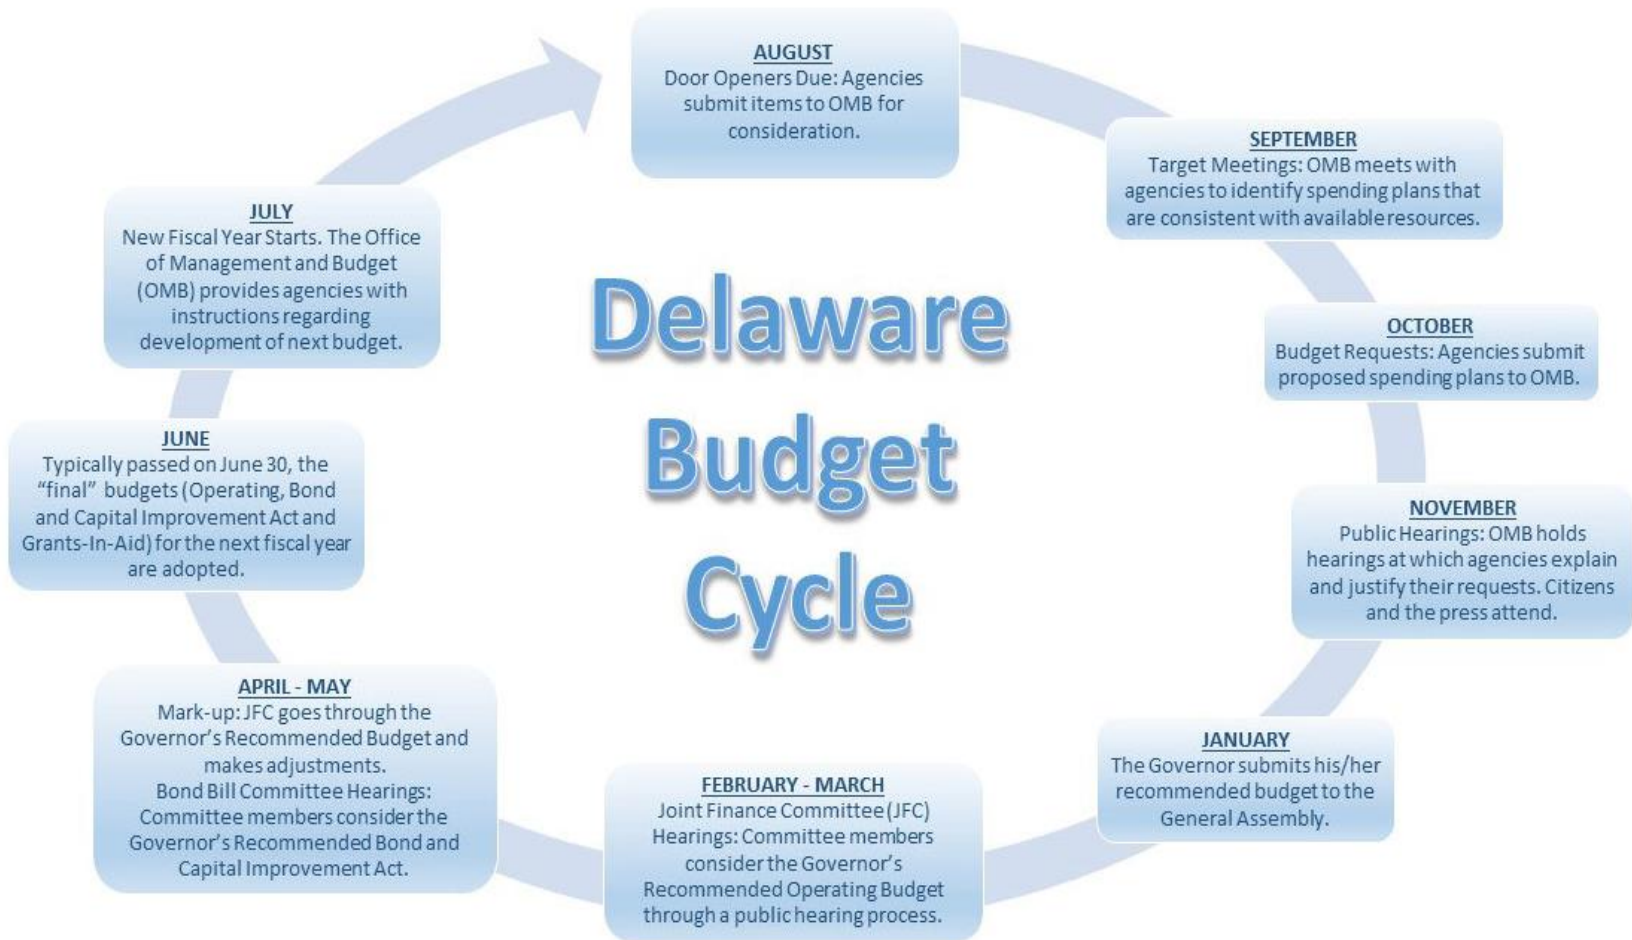 AUGUST
Door Openers Due: Agencies
submit items to OMB for
consideration.
SEPTEMBER
Target Meetings: OMB meets with
agencies to identify spending plans that
are consistent with available resources.
OCTOBER
Budget Requests: Agencies submit
proposed spending plans to OMB.
NOVEMBER
Public Hearings: OMB holds
hearings at which agencies explain
and justify their requests. Citizens
and the press attend.
JANUARY
The Governor submits his/her
recommended budget to the
General Assembly.
FEBRUARY - MARCH
Joint Finance Committee (JFC)
Hearings: Committee members
consider the Governor's
Recommended Operating Budget
through a public hearing process.
APRIL - MAY
Mark-up: JFC goes through the
Governor's Recommended Budget and
makes adjustments.
Bond Bill Committee Hearings:
Committee members consider the
Governor's Recommended Bond and
Capital Improvement Act.
JUNE
Typically passed on June 30, the
“final” budgets (Operating, Bond
and Capital Improvement Act and
Grants-In-Aid) for the next fiscal year
are adopted.
JULY
New Fiscal Year Starts. The Office
of Management and Budget
(OMB) provides agencies with
instructions regarding
development of next budget.
Delaware
Budget
Cycle